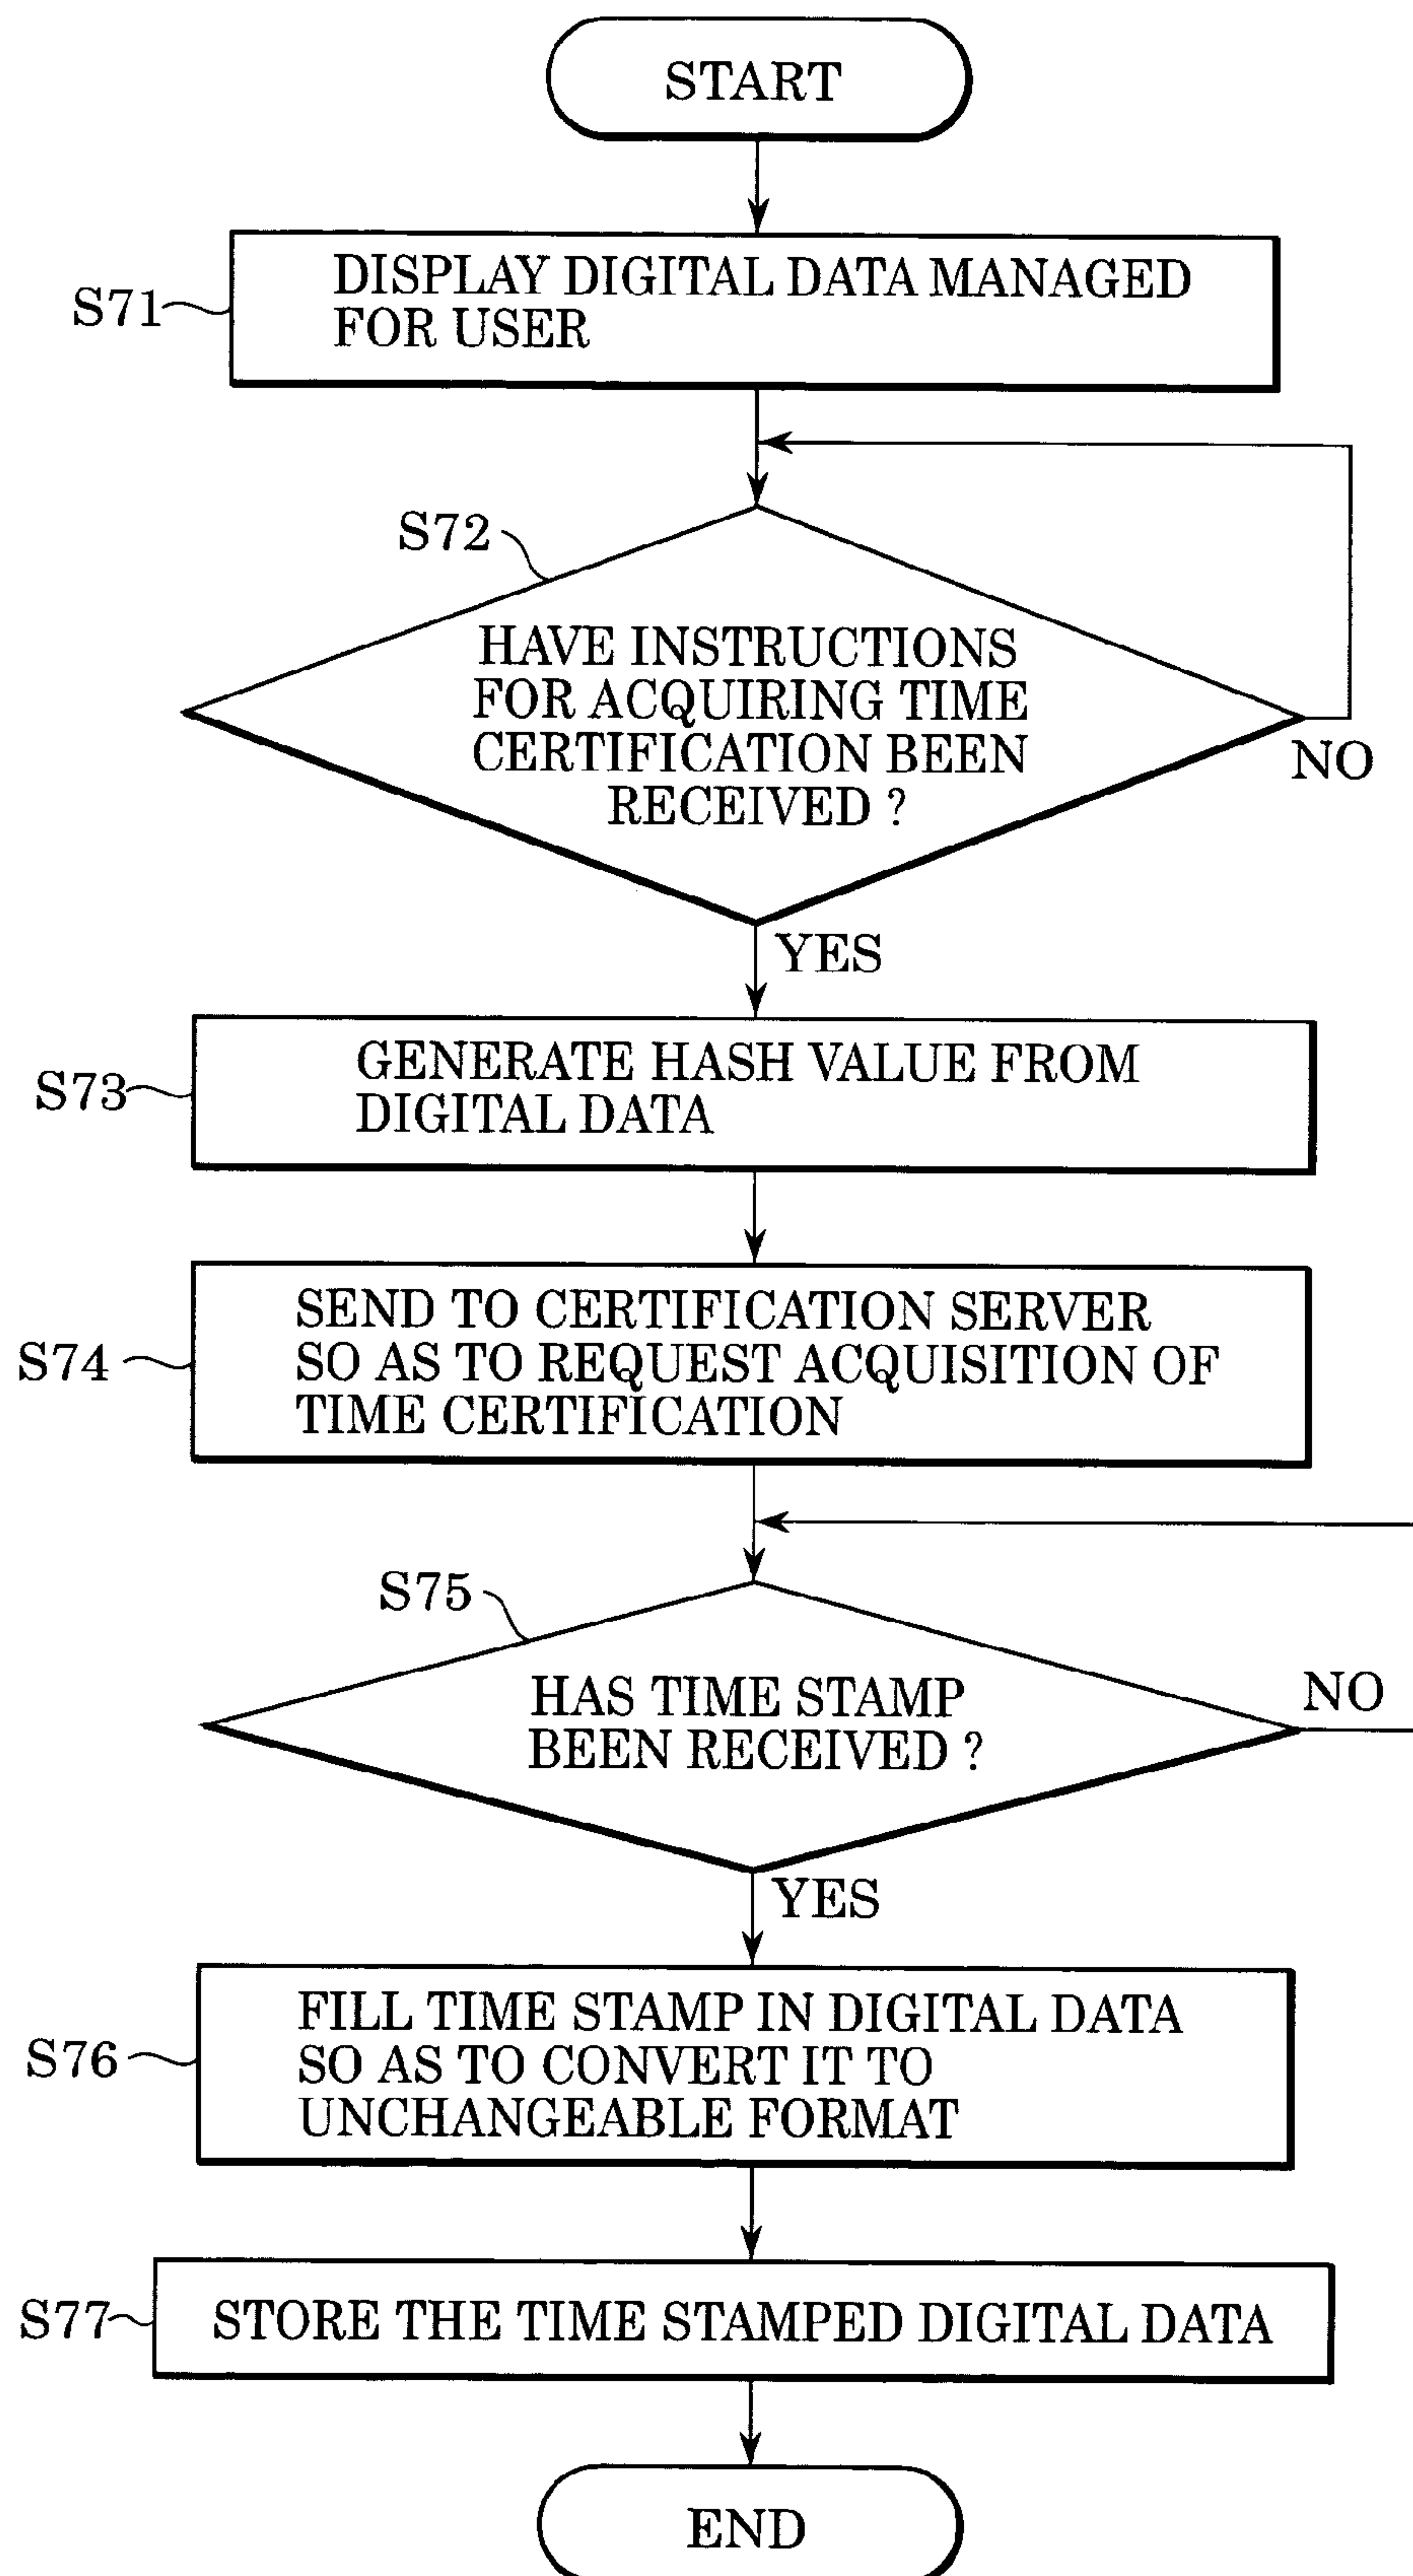 START
S71
DISPLAY DIGITAL DATA MANAGED
FOR USER
S72
HAVE INSTRUCTIONS
FOR ACQUIRING TIME
CERTIFICATION BEEN
RECEIVED ?
NO
YES
S73
GENERATE HASH VALUE FROM
DIGITAL DATA
S74
SEND TO CERTIFICATION SERVER
SO AS TO REQUEST ACQUISITION OF
TIME CERTIFICATION
S75
HAS TIME STAMP
BEEN RECEIVED ?
NO
YES
S76
FILL TIME STAMP IN DIGITAL DATA
SO AS TO CONVERT IT TO
UNCHANGEABLE FORMAT
S77
STORE THE TIME STAMPED DIGITAL DATA
END